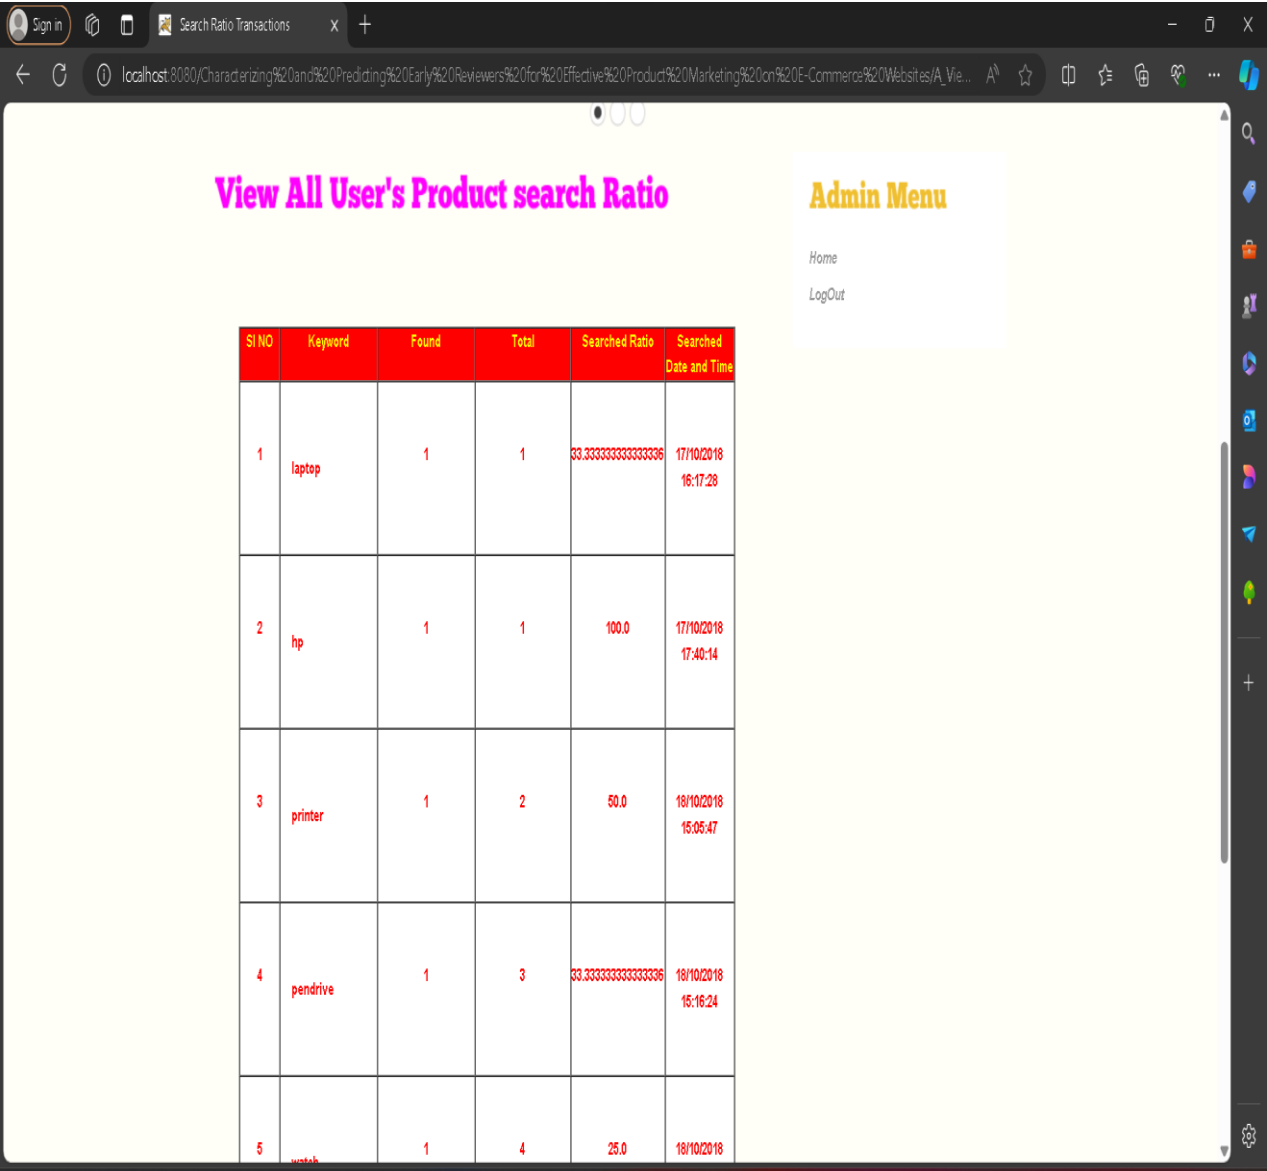 Sign in
Search Ratio Transactions
localhost:8080/Characterizing%20and%20Predicting%20Early%20Reviewers%20for%20Effective%20Product%20Marketing%20on%20E-Commerce%20Websites/A_Vie...
View All User's Product search Ratio
Admin Menu
Home
LogOut
SI NO Keyword Found Total Searched Ratio Searched Date and Time
1 laptop 1 1 33.333333333333336 17/10/2018 16:17:28
2 hp 1 1 100.0 17/10/2018 17:40:14
3 printer 1 2 50.0 18/10/2018 15:05:47
4 pendrive 1 3 33.333333333333336 18/10/2018 15:16:24
5 watch 1 4 25.0 18/10/2018